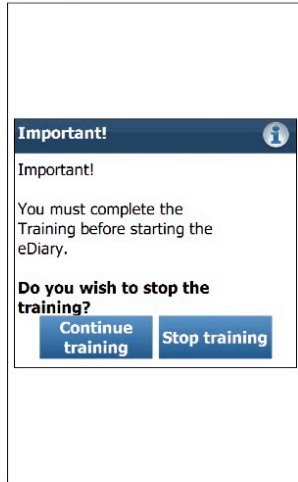 Important!
Important!
You must complete the
Training before starting the
eDiary.
Do you wish to stop the
training?
Continue
training
Stop training